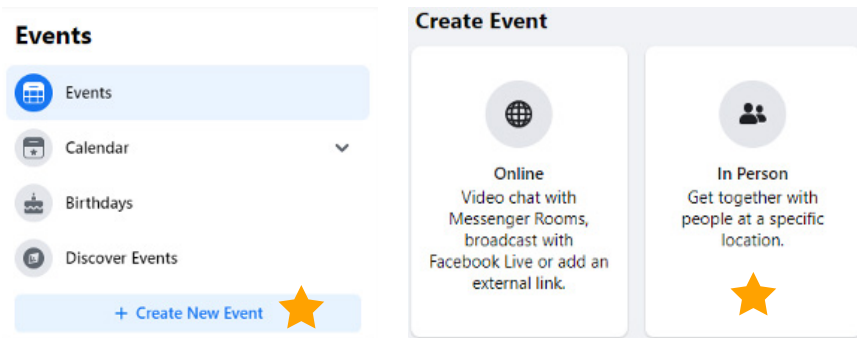 Events
Events
Calendar
Birthdays
Discover Events
+ Create New Event
Create Event
Online
Video chat with
Messenger Rooms,
broadcast with
Facebook Live or add an
external link.
In Person
Get together with
people at a specific
location.